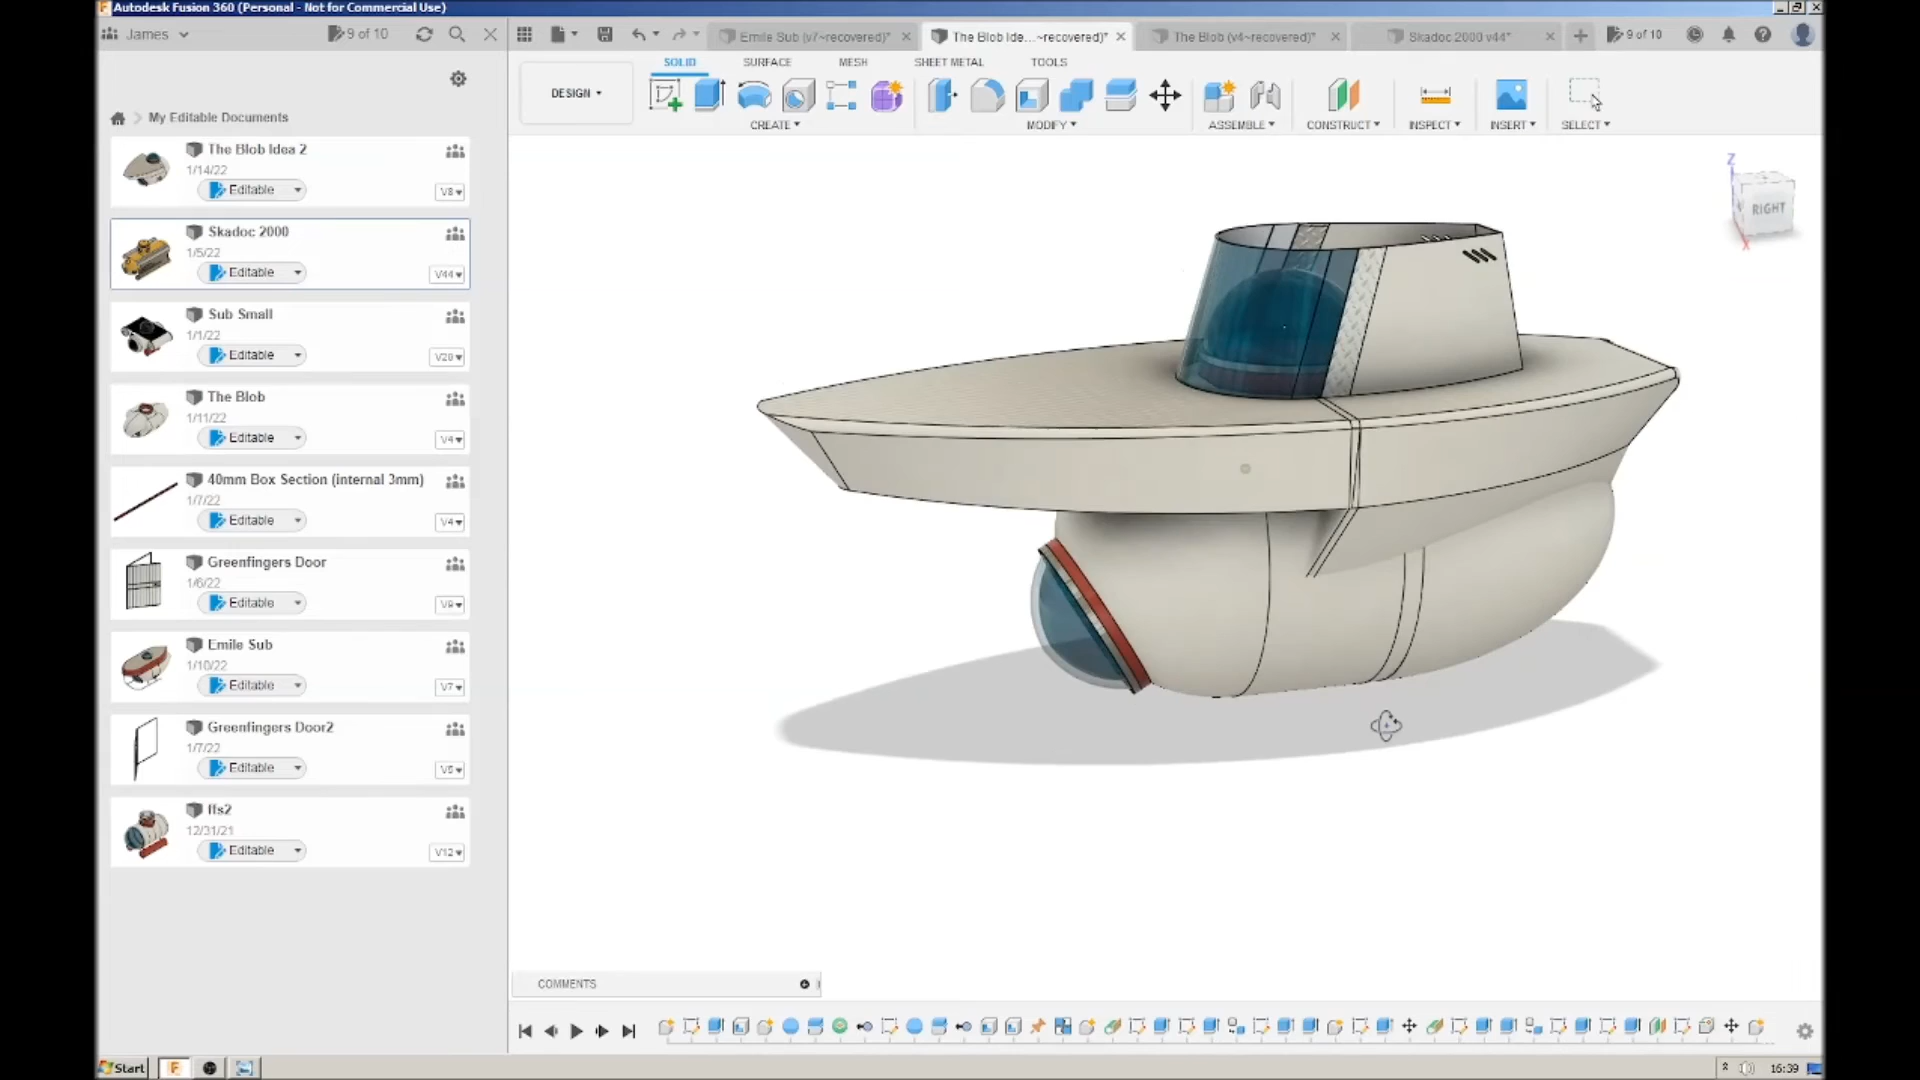 Autodesk Fusion 360 (Personal - Not for Commercial Use)
James
9 of 10
Emile Sub (v7~recovered)*
The Blob Ide...~recovered)*
The Blob (v4~recovered)*
Skadoc 2000 v44*
9 of 10
SOLID
SURFACE
MESH
SHEET METAL
TOOLS
DESIGN
CREATE
MODIFY
ASSEMBLE
CONSTRUCT
INSPECT
INSERT
SELECT
My Editable Documents
The Blob Idea 2
1/14/22
Editable
V8
Skadoc 2000
1/5/22
Editable
V44
Sub Small
1/1/22
Editable
V20
The Blob
1/11/22
Editable
V4
40mm Box Section (internal 3mm)
1/7/22
Editable
V4
Greenfingers Door
1/6/22
Editable
V9
Emile Sub
1/10/22
Editable
V7
Greenfingers Door2
1/7/22
Editable
V5
12/31/21
Editable
V12
Z
RIGHT
X
COMMENTS
Start
16:39